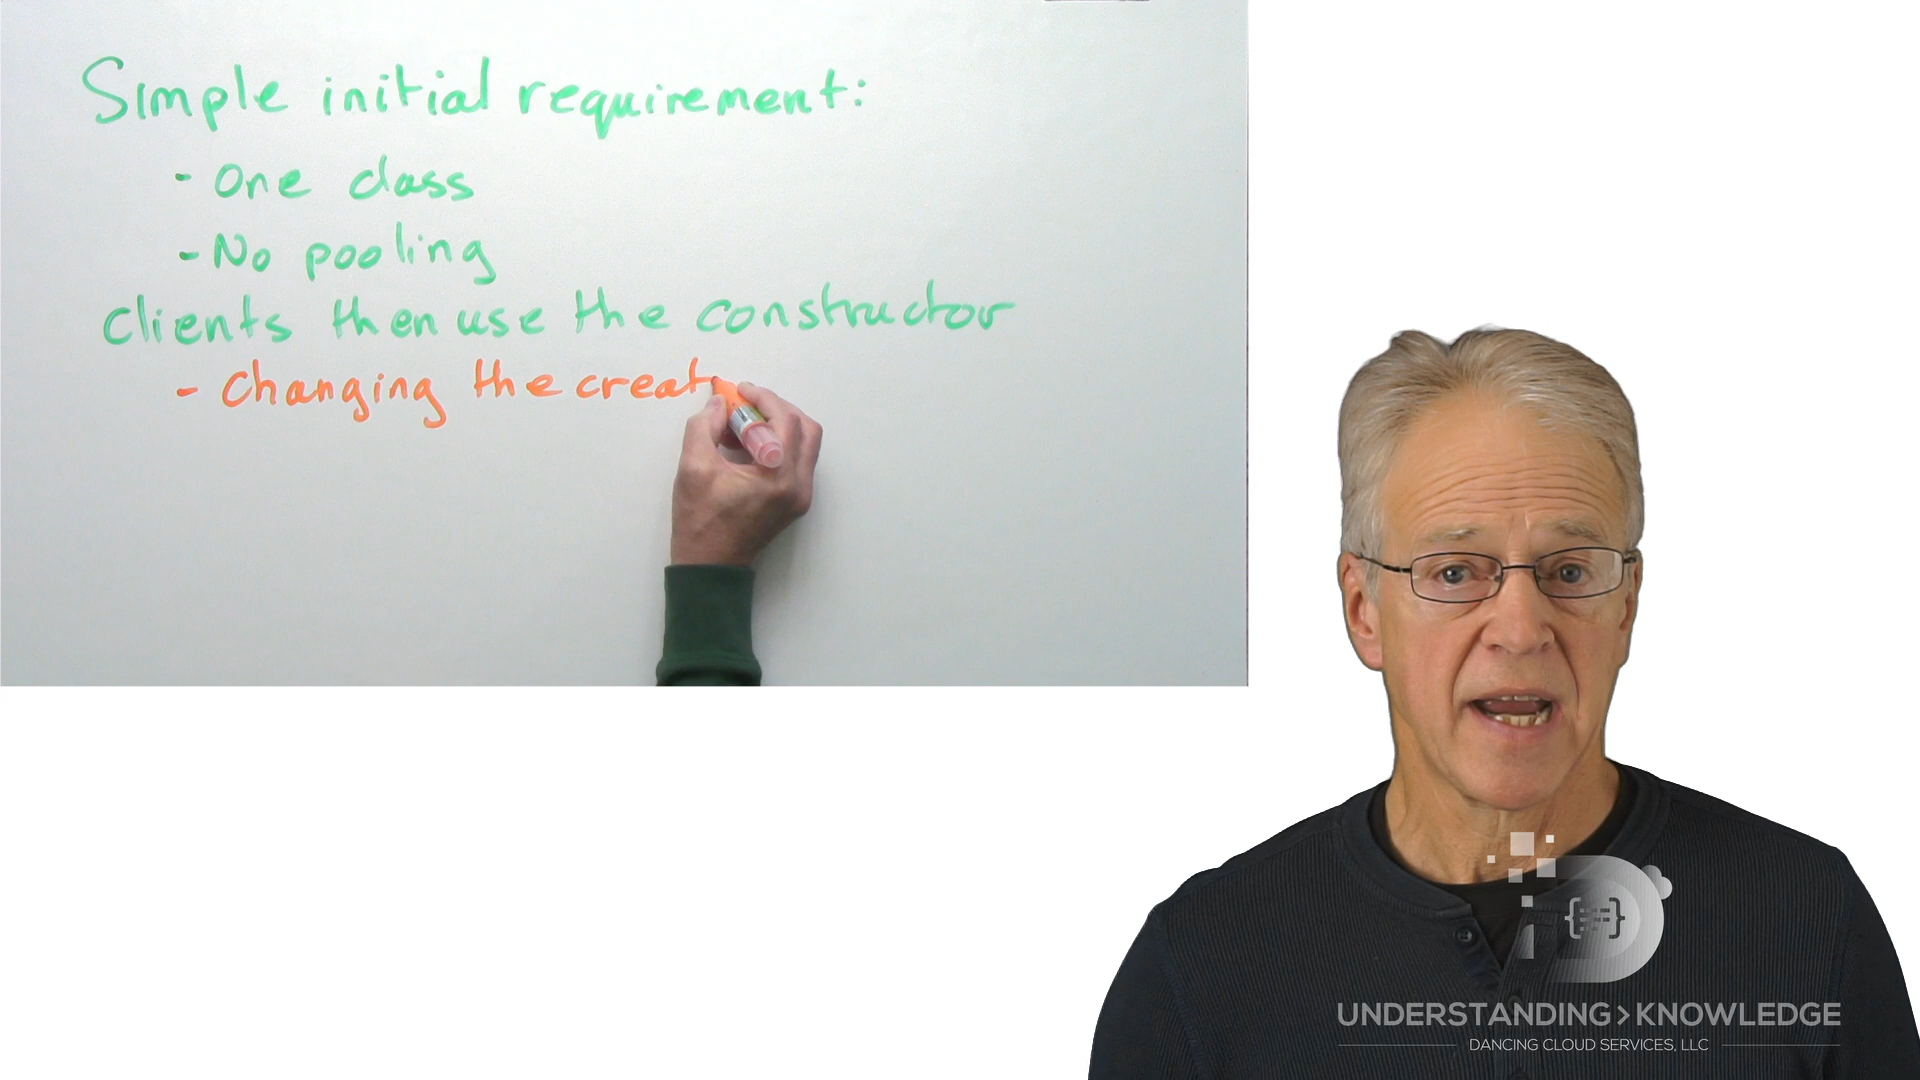 Simple initial requirement:
- One class
- No pooling
clients then use the constructor
- Changing the creat
UNDERSTANDING>KNOWLEDGE
DANCING CLOUD SERVICES, LLC